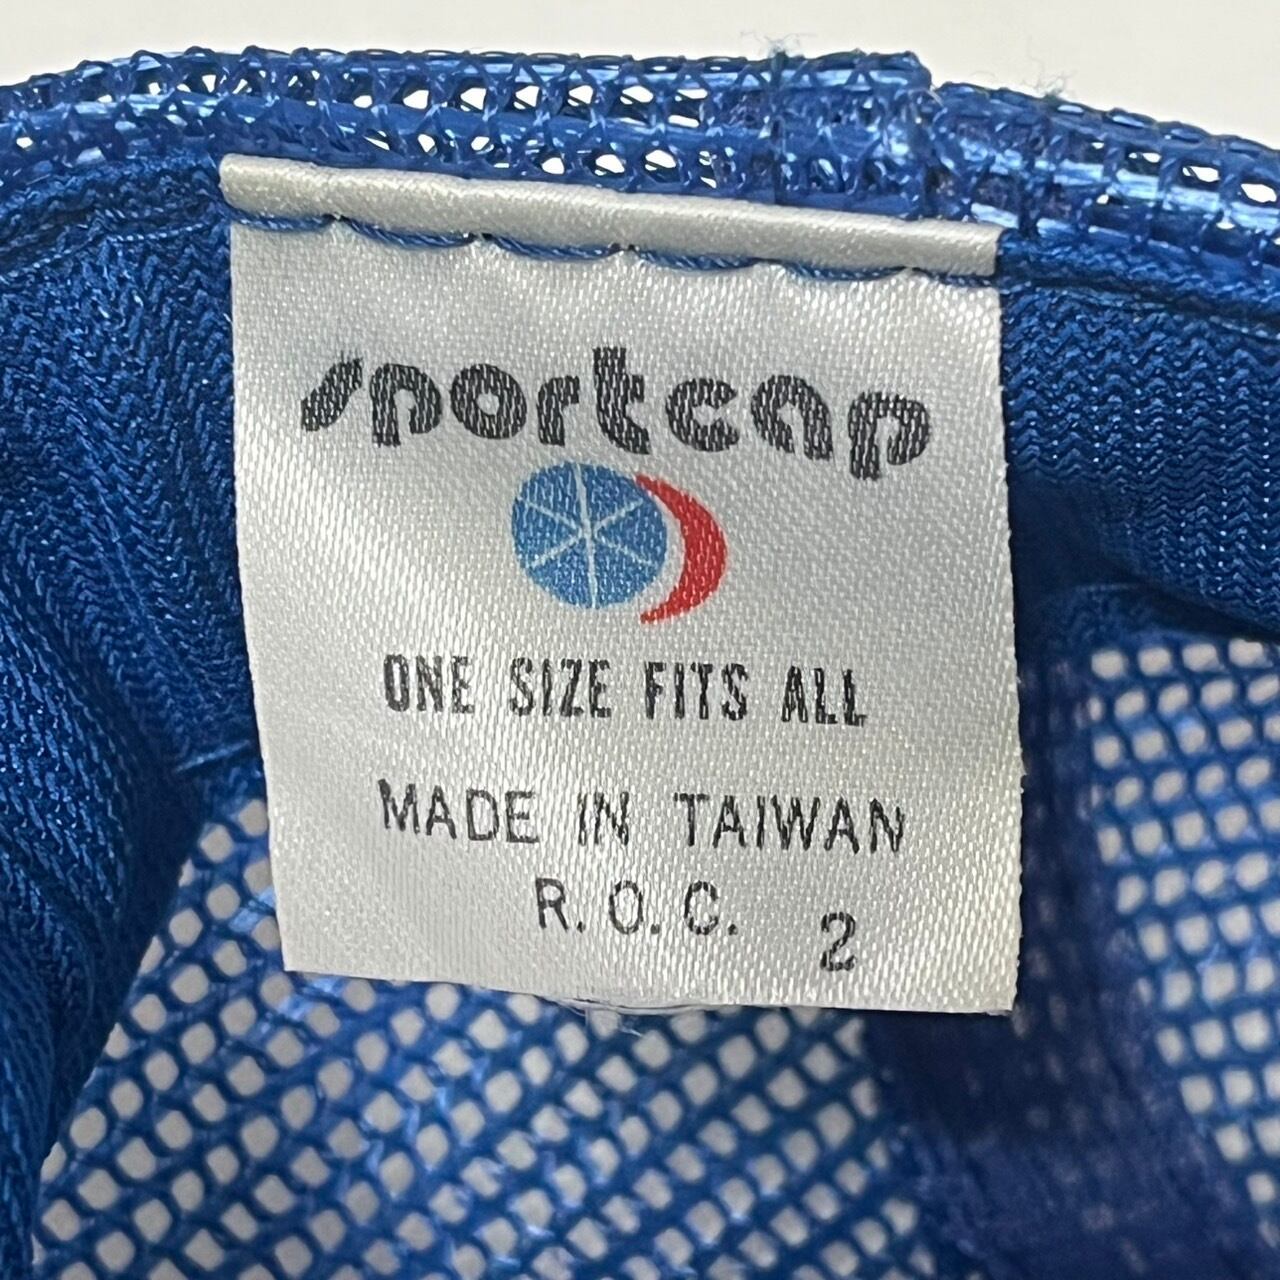 sportcap
ONE SIZE FITS ALL
MADE IN TAIWAN
R.O.C. 2